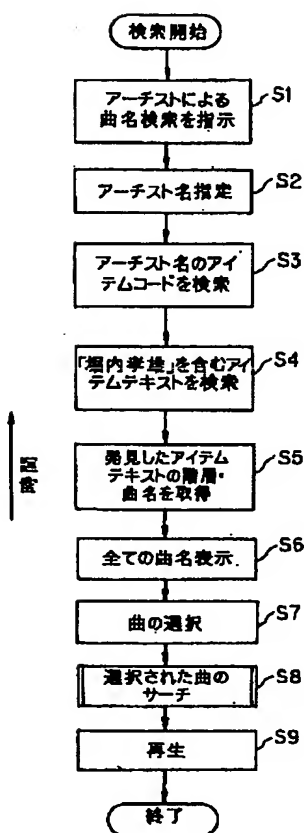 検索開始
アーチストによる
曲名検索を指示
S1
アーチスト名指定
S2
アーチスト名のアイ
テムコードを検索
S3
「堀内孝雄」を含むアイ
テムテキストを検索
S4
発見したアイテム
テキストの階層・
曲名を取得
S5
全ての曲名表示
S6
曲の選択
S7
選択された曲の
サーチ
S8
再生
S9
終了